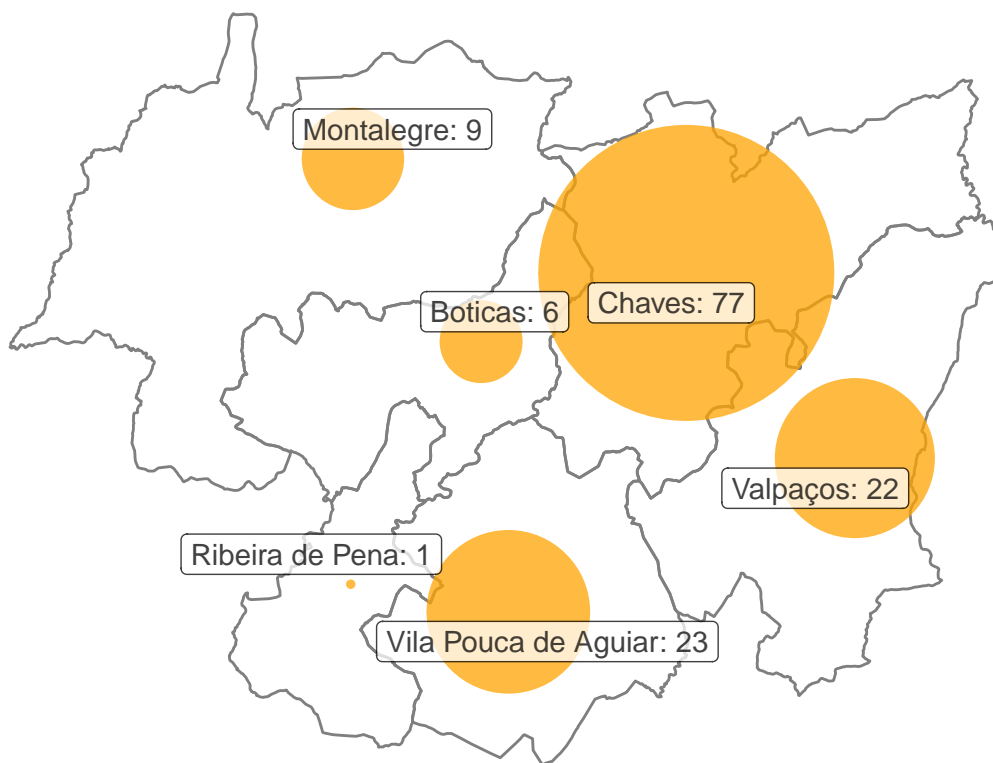 Montalegre: 9
Boticas: 6
Chaves: 77
Valpaços: 22
Ribeira de Pena: 1
Vila Pouca de Aguiar: 23